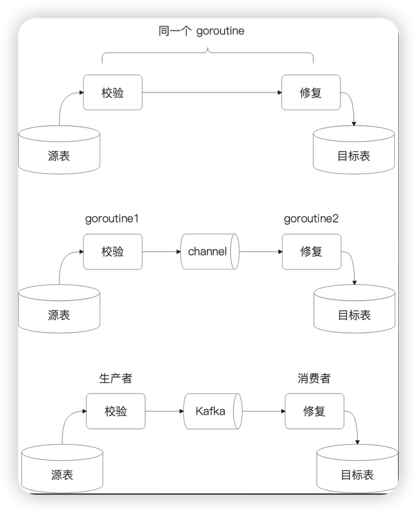 同一个 goroutine
校验
修复
源表
目标表
goroutine1
goroutine2
校验
channel
修复
源表
目标表
生产者
消费者
校验
Kafka
修复
源表
目标表